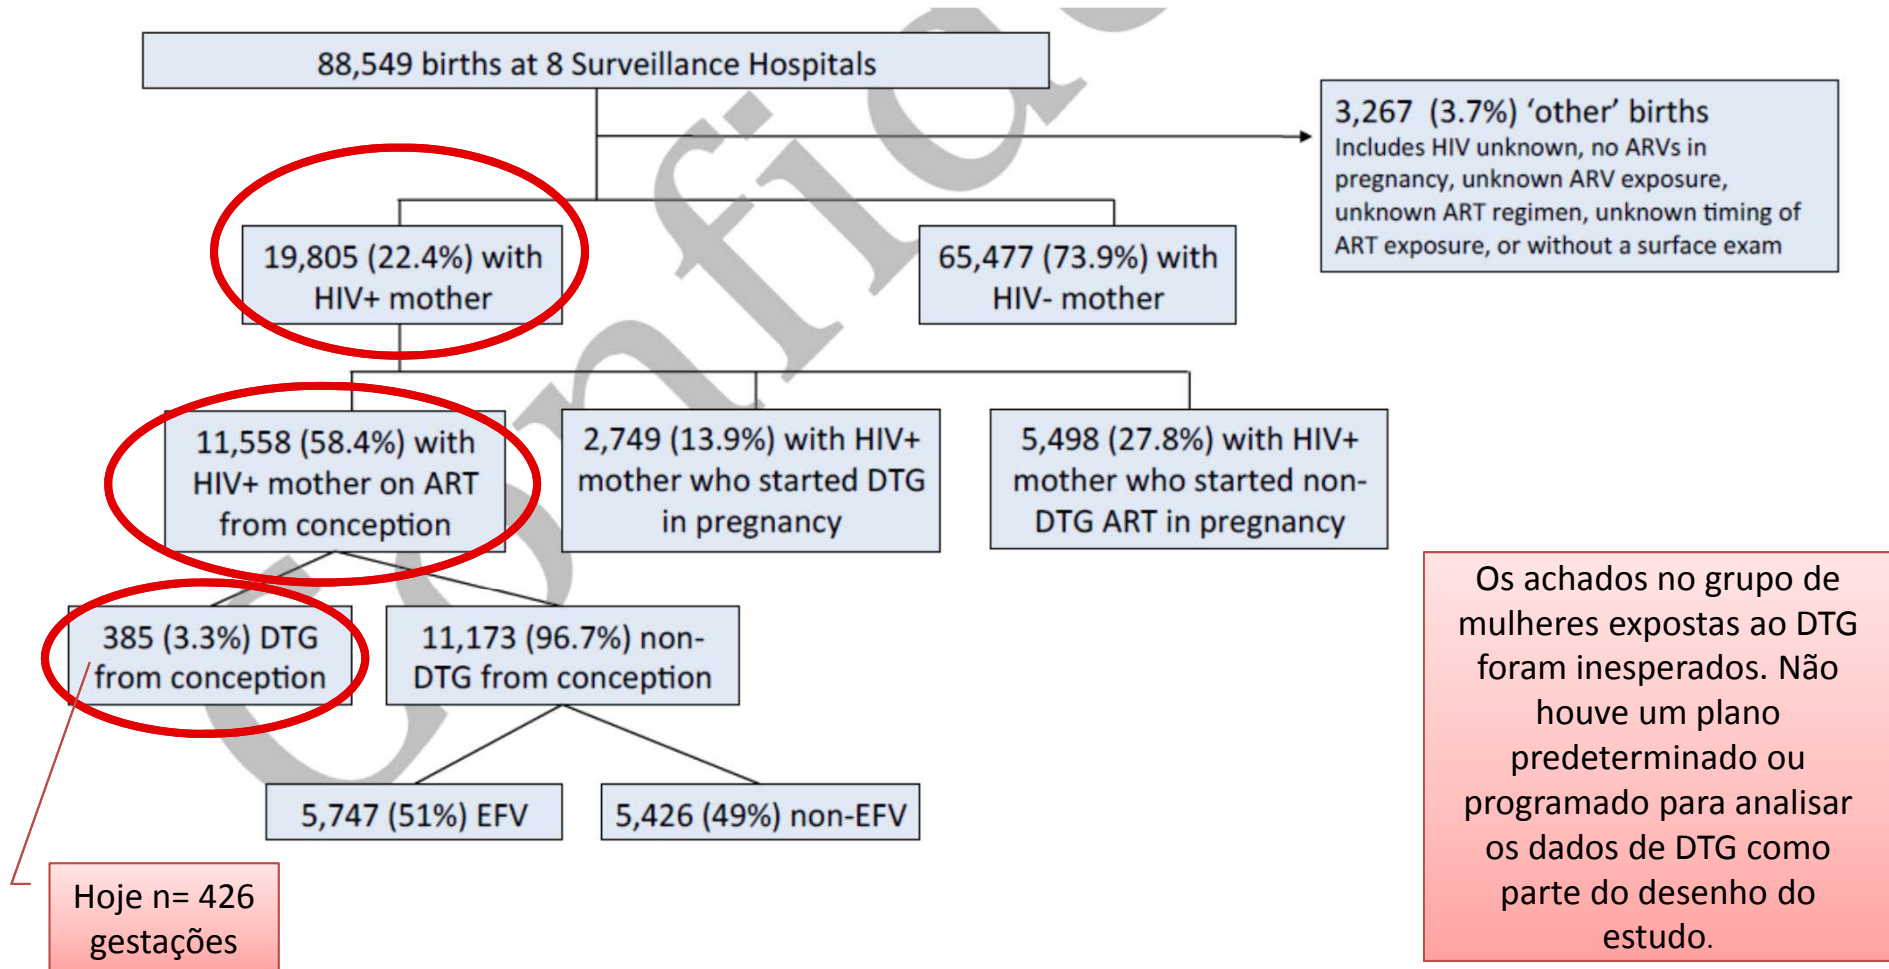 88,549 births at 8 Surveillance Hospitals
3,267 (3.7%) ‘other’ births
Includes HIV unknown, no ARVs in
pregnancy, unknown ARV exposure,
unknown ART regimen, unknown timing of
ART exposure, or without a surface exam
19,805 (22.4%) with
HIV+ mother
65,477 (73.9%) with
HIV- mother
11,558 (58.4%) with
HIV+ mother on ART
from conception
2,749 (13.9%) with HIV+
mother who started DTG
in pregnancy
5,498 (27.8%) with HIV+
mother who started non-
DTG ART in pregnancy
385 (3.3%) DTG
from conception
11,173 (96.7%) non-
DTG from conception
5,747 (51%) EFV
5,426 (49%) non-EFV
Hoje n= 426
gestações
Os achados no grupo de
mulheres expostas ao DTG
foram inesperados. Não
houve um plano
predeterminado ou
programado para analisar
os dados de DTG como
parte do desenho do
estudo.
Confide